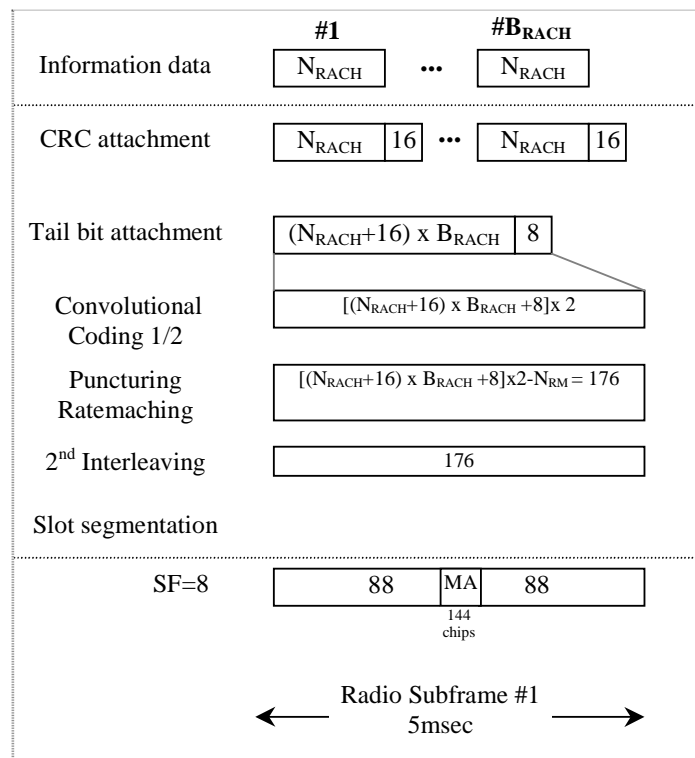 #1 #B_RACH
Information data N_RACH ... N_RACH
CRC attachment N_RACH 16 ... N_RACH 16
Tail bit attachment (N_RACH+16) x B_RACH 8
Convolutional
Coding 1/2
[(N_RACH+16) x B_RACH +8]x 2
Puncturing
Ratemaching
[(N_RACH+16) x B_RACH +8]x2-N_RM = 176
2nd Interleaving 176
Slot segmentation
SF=8 88 MA 88
144
chips
Radio Subframe #1
5msec